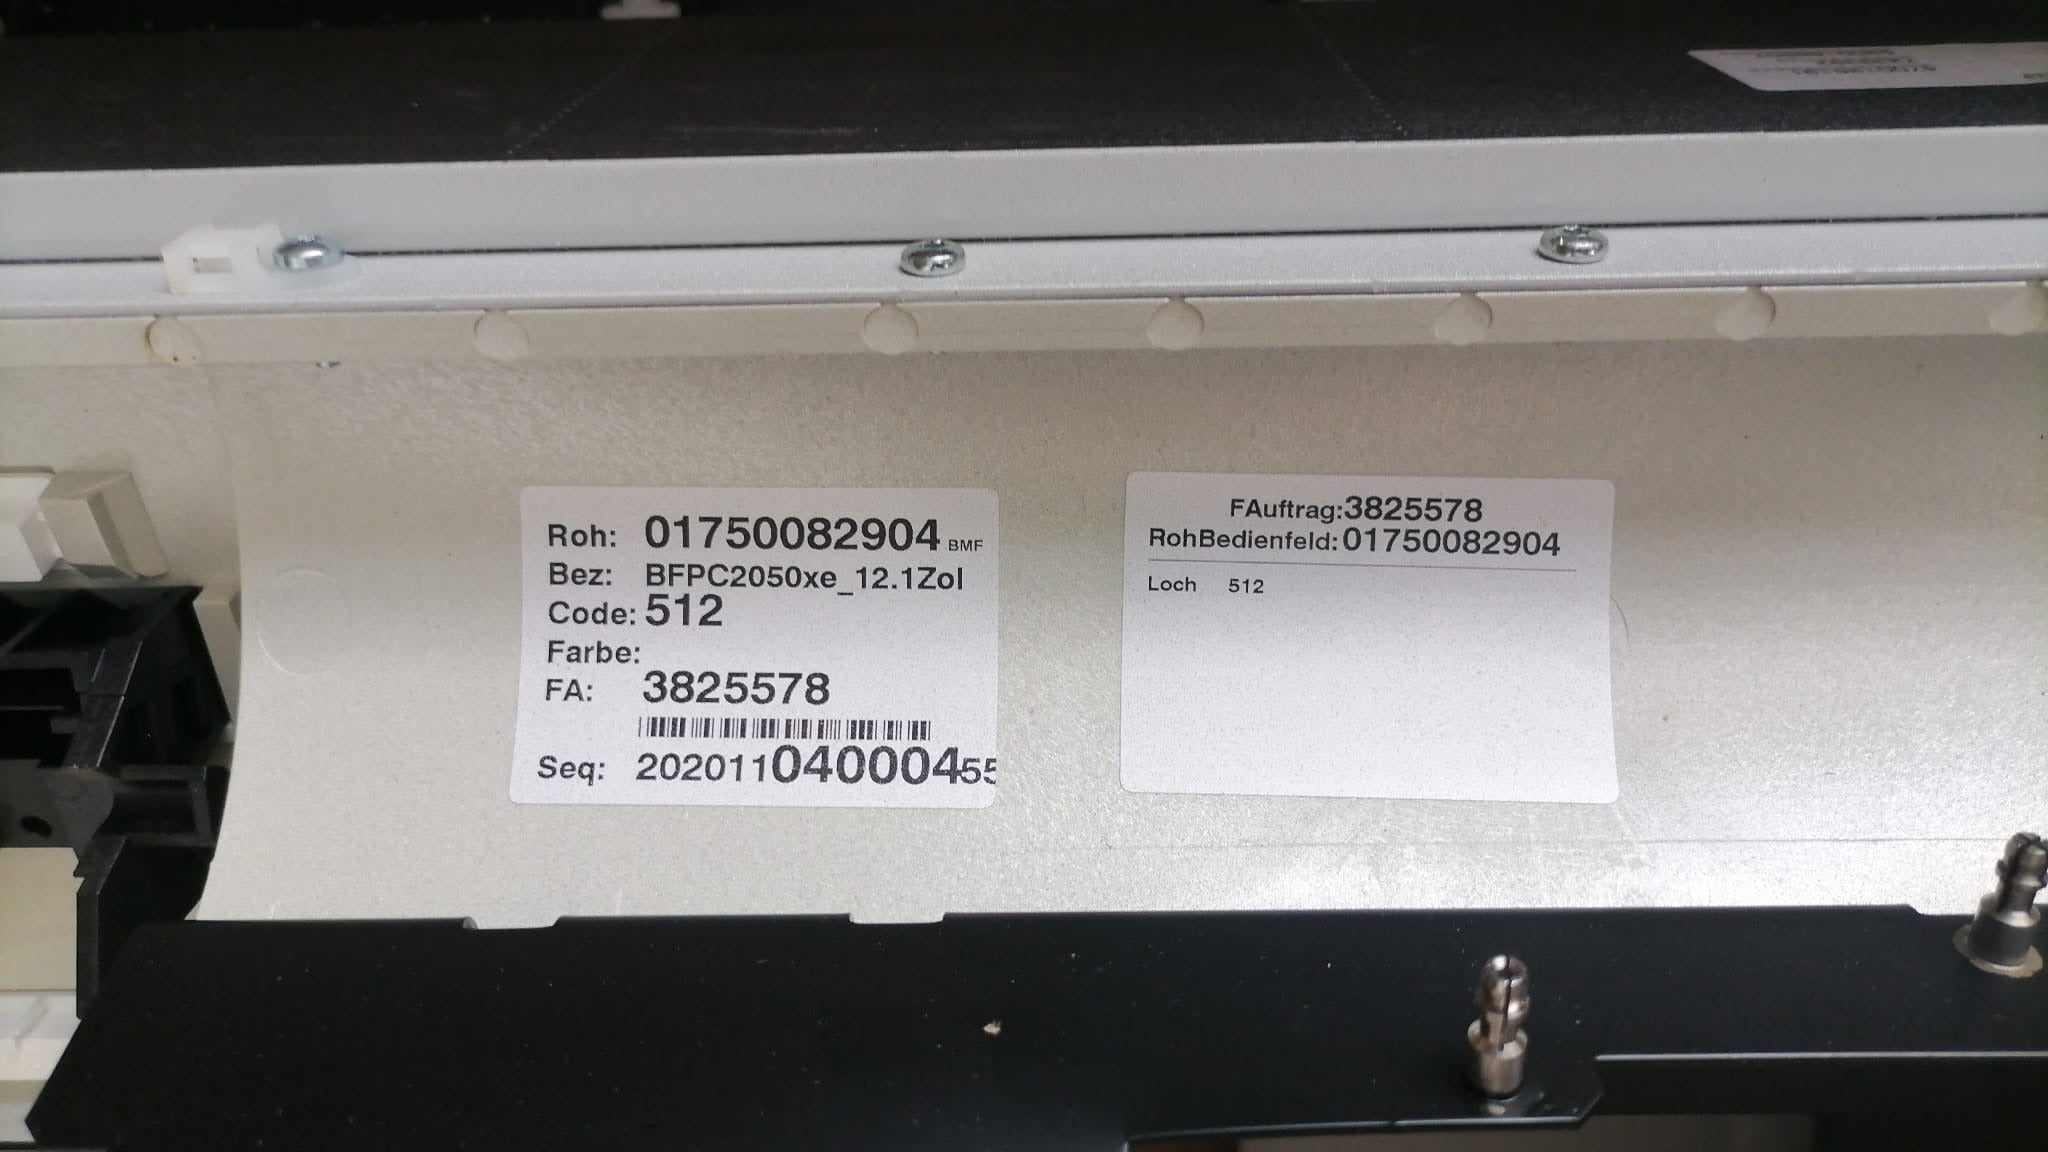 Roh: 01750082904 BMF
Bez: BFPC2050xe_12.1Zol
Code: 512
Farbe:
FA: 3825578
Seq: 20201104000455
FAuftrag:3825578
RohBedienfeld:01750082904
Loch 512